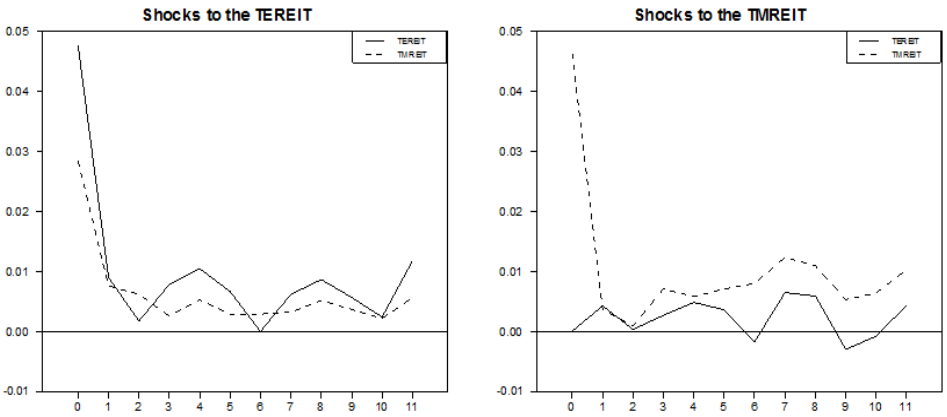 Shocks to the TEREIT
0.05
0.04
0.03
0.02
0.01
0.00
-0.01
0 1 2 3 4 5 6 7 8 9 10 11
TEREIT
TMREIT
Shocks to the TMREIT
0.05
0.04
0.03
0.02
0.01
0.00
-0.01
0 1 2 3 4 5 6 7 8 9 10 11
TEREIT
TMREIT